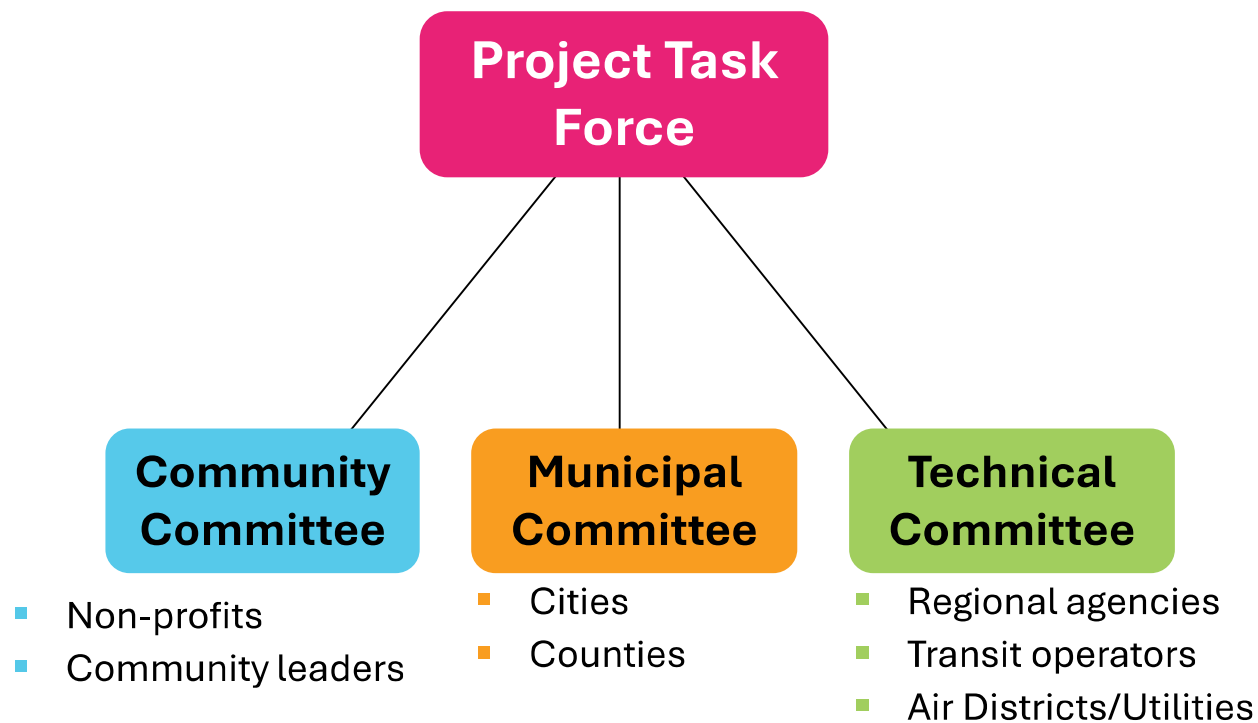 Project Task
Force
Community
Committee
Municipal
Committee
Technical
Committee
Non-profits
Community leaders
Cities
Counties
Regional agencies
Transit operators
Air Districts/Utilities